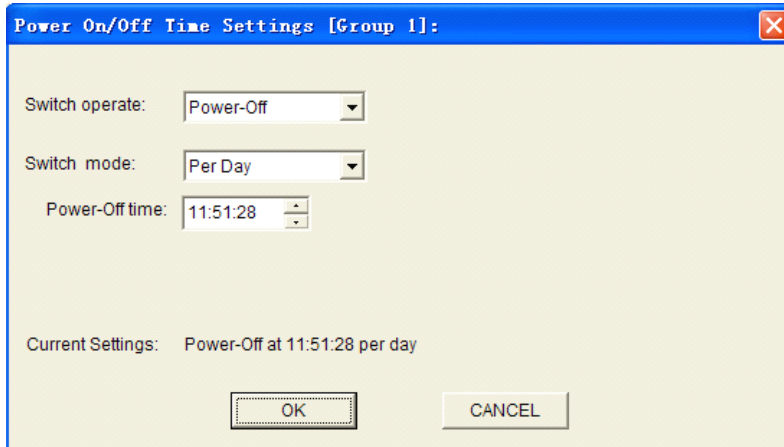 Power On/Off Time Settings [Group 1]:
Switch operate: Power-Off
Switch mode: Per Day
Power-Off time: 11:51:28
Current Settings: Power-Off at 11:51:28 per day
OK CANCEL